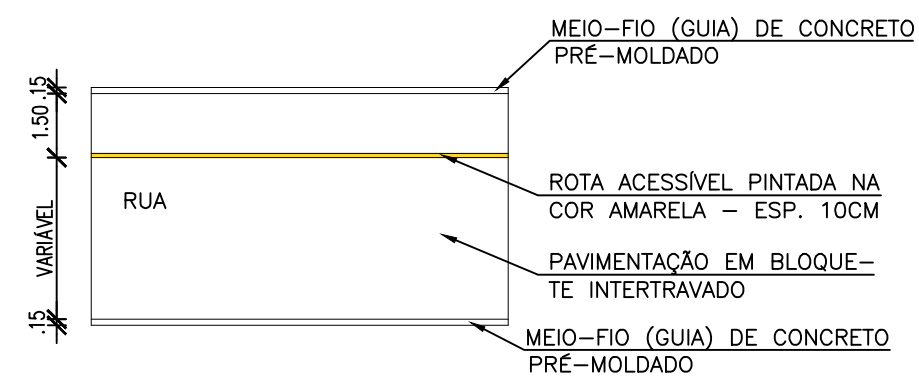 MEIO-FIO (GUIA) DE CONCRETO
PRÉ-MOLDADO
.15
1.50
ROTA ACESSÍVEL PINTADA NA
COR AMARELA - ESP. 10CM
RUA
VARIÁVEL
PAVIMENTAÇÃO EM BLOQUE-
TE INTERTRAVADO
.15
MEIO-FIO (GUIA) DE CONCRETO
PRÉ-MOLDADO